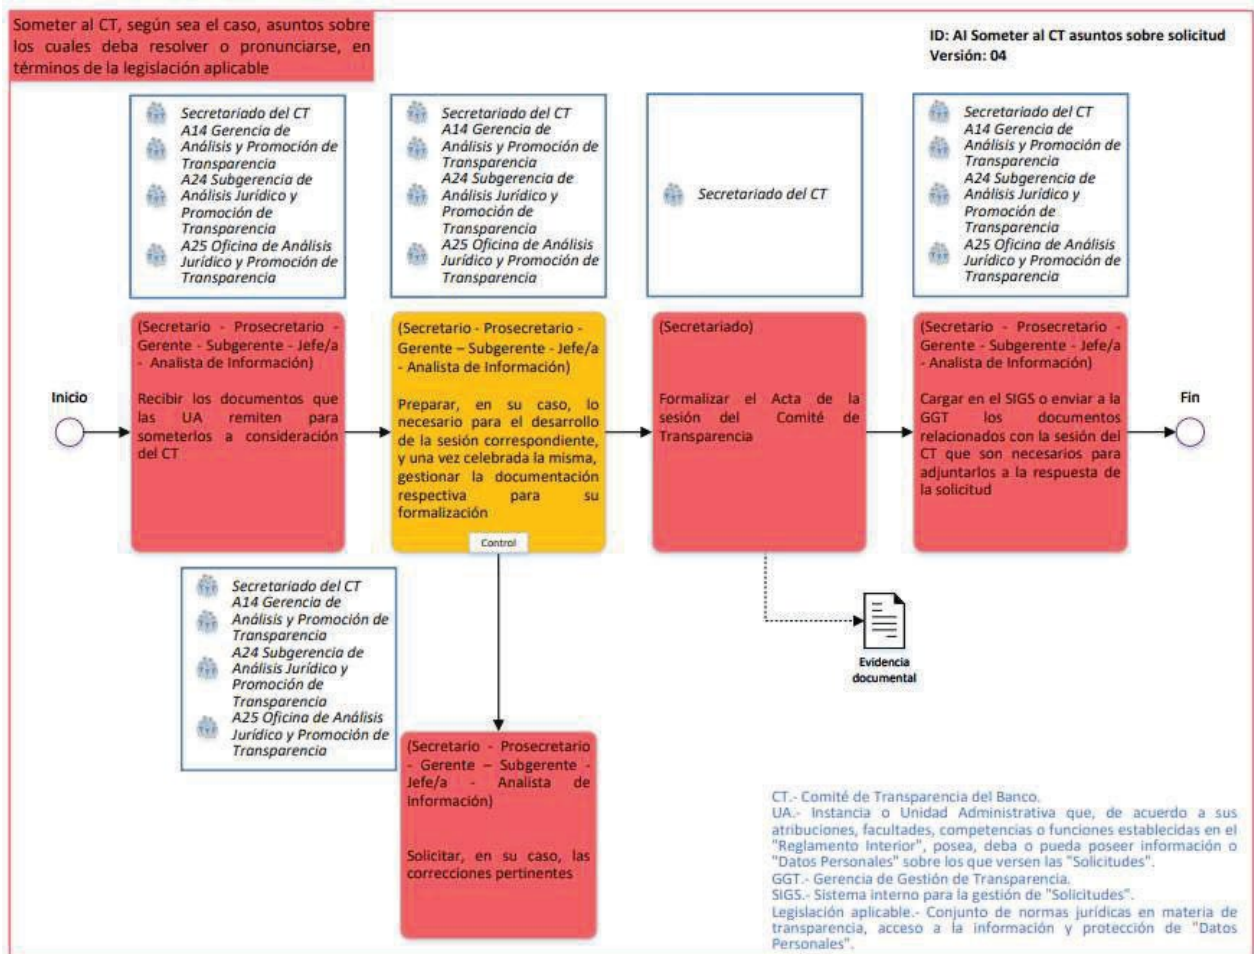 Someter al CT, según sea el caso, asuntos sobre
los cuales deba resolver o pronunciarse, en
términos de la legislación aplicable
ID: AI Someter al CT asuntos sobre solicitud
Versión: 04
Secretariado del CT
A14 Gerencia de
Análisis y Promoción de
Transparencia
A24 Subgerencia de
Análisis Jurídico y
Promoción de
Transparencia
A25 Oficina de Análisis
Jurídico y Promoción de
Transparencia
Secretariado del CT
A14 Gerencia de
Análisis y Promoción de
Transparencia
A24 Subgerencia de
Análisis Jurídico y
Promoción de
Transparencia
A25 Oficina de Análisis
Jurídico y Promoción de
Transparencia
Secretariado del CT
Secretariado del CT
A14 Gerencia de
Análisis y Promoción de
Transparencia
A24 Subgerencia de
Análisis Jurídico y
Promoción de
Transparencia
A25 Oficina de Análisis
Jurídico y Promoción de
Transparencia
Inicio
(Secretario - Prosecretario -
Gerente - Subgerente - Jefe/a
- Analista de Información)
Recibir los documentos que
las UA remiten para
someterlos a consideración
del CT
(Secretario - Prosecretario -
Gerente – Subgerente - Jefe/a
- Analista de Información)
Preparar, en su caso, lo
necesario para el desarrollo
de la sesión correspondiente,
y una vez celebrada la misma,
gestionar la documentación
respectiva para su
formalización
Control
(Secretariado)
Formalizar el Acta de la
sesión del Comité de
Transparencia
(Secretario - Prosecretario -
Gerente - Subgerente - Jefe/a
- Analista de Información)
Cargar en el SIGS o enviar a la
GGT los documentos
relacionados con la sesión del
CT que son necesarios para
adjuntarlos a la respuesta de
la solicitud
Fin
Secretariado del CT
A14 Gerencia de
Análisis y Promoción de
Transparencia
A24 Subgerencia de
Análisis Jurídico y
Promoción de
Transparencia
A25 Oficina de Análisis
Jurídico y Promoción de
Transparencia
Evidencia
documental
(Secretario - Prosecretario
- Gerente – Subgerente -
Jefe/a - Analista de
Información)
Solicitar, en su caso, las
correcciones pertinentes
CT.- Comité de Transparencia del Banco.
UA.- Instancia o Unidad Administrativa que, de acuerdo a sus
atribuciones, facultades, competencias o funciones establecidas en el
"Reglamento Interior", posea, deba o pueda poseer información o
"Datos Personales" sobre los que versen las "Solicitudes".
GGT.- Gerencia de Gestión de Transparencia.
SIGS.- Sistema interno para la gestión de "Solicitudes".
Legislación aplicable.- Conjunto de normas jurídicas en materia de
transparencia, acceso a la información y protección de "Datos
Personales".